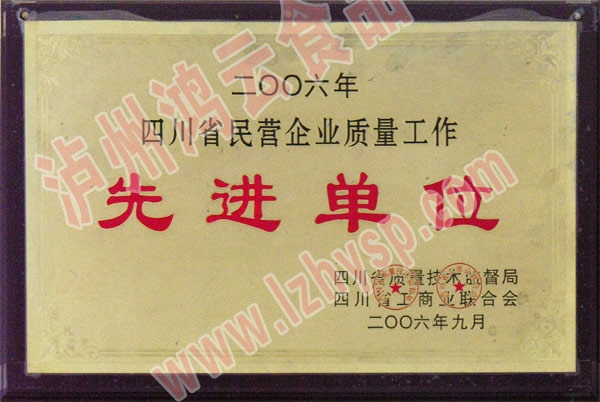 二〇〇六年
四川省民营企业质量工作
先进单位
四川省质量技术监督局
四川省工商业联合会
二〇〇六年九月
泸州鸿云食品
www.lzhysp.com